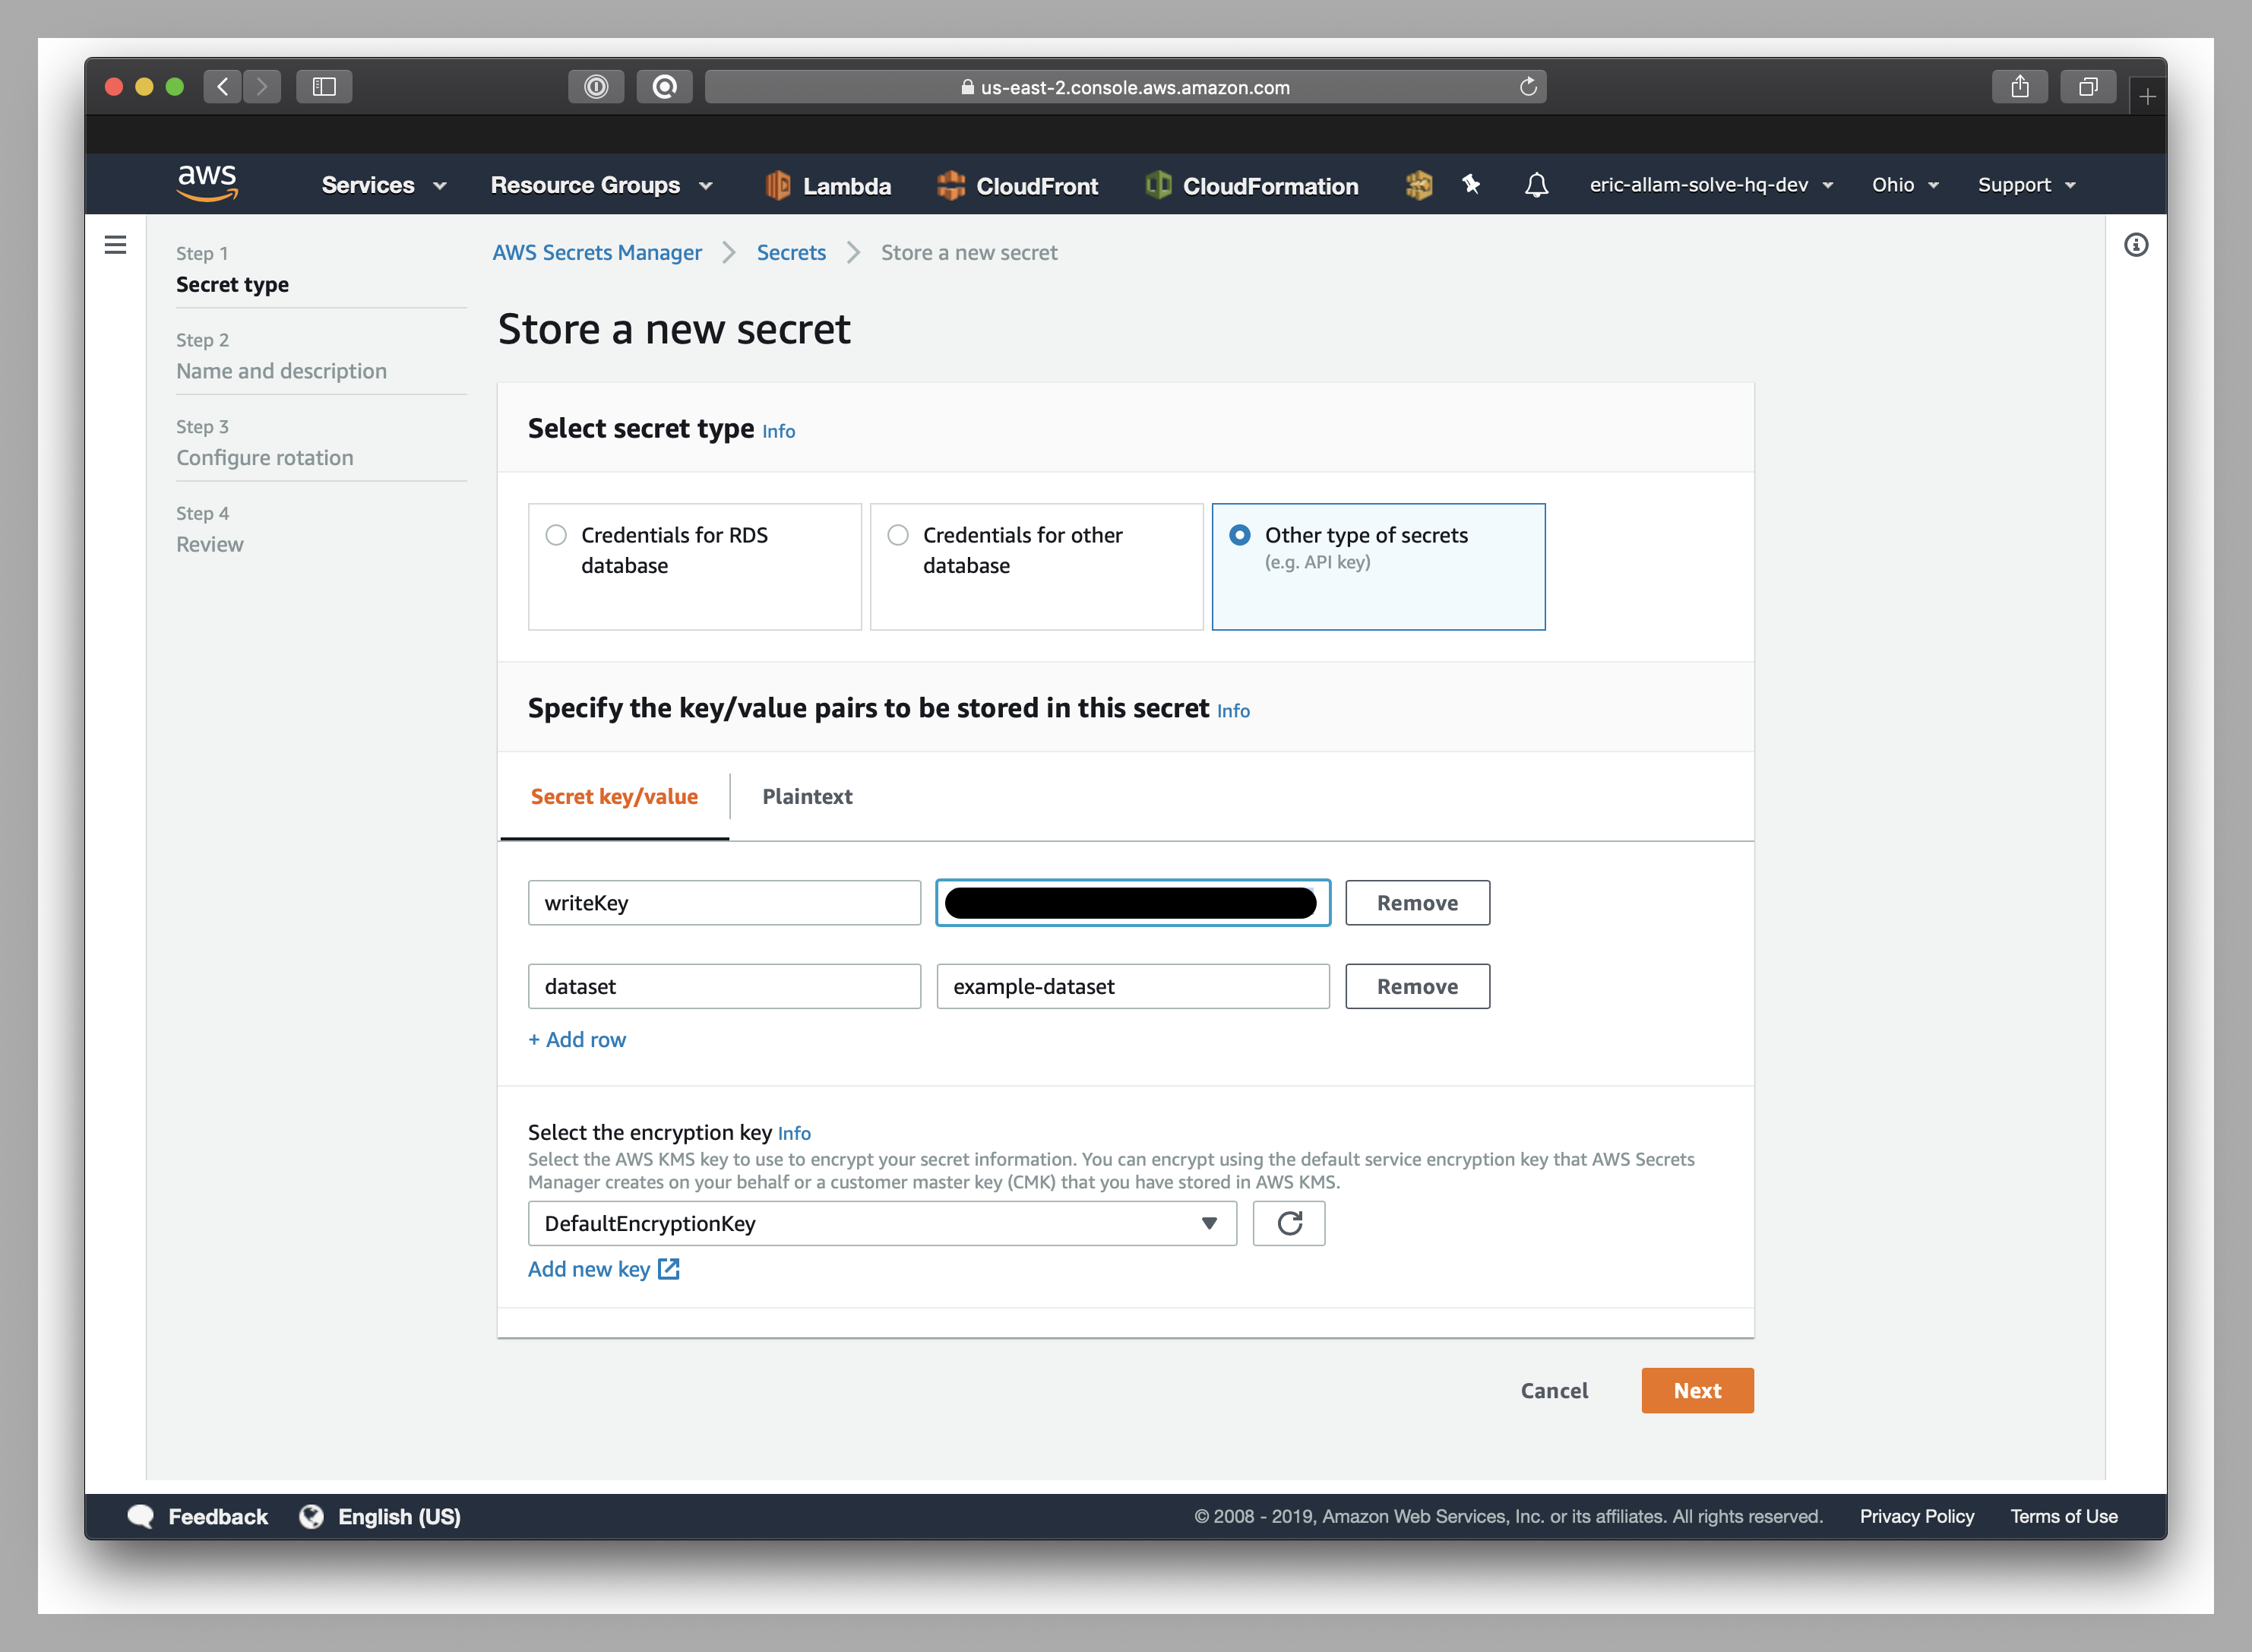 us-east-2.console.aws.amazon.com
aws
Services
Resource Groups
Lambda
CloudFront
CloudFormation
eric-allam-solve-hq-dev
Ohio
Support
Step 1
Secret type
Step 2
Name and description
Step 3
Configure rotation
Step 4
Review
AWS Secrets Manager > Secrets > Store a new secret
Store a new secret
Select secret type Info
Credentials for RDS
database
Credentials for other
database
Other type of secrets
(e.g. API key)
Specify the key/value pairs to be stored in this secret Info
Secret key/value
Plaintext
writeKey
Remove
dataset
example-dataset
Remove
+ Add row
Select the encryption key Info
Select the AWS KMS key to use to encrypt your secret information. You can encrypt using the default service encryption key that AWS Secrets
Manager creates on your behalf or a customer master key (CMK) that you have stored in AWS KMS.
DefaultEncryptionKey
Add new key
Cancel
Next
Feedback
English (US)
© 2008 - 2019, Amazon Web Services, Inc. or its affiliates. All rights reserved.
Privacy Policy
Terms of Use